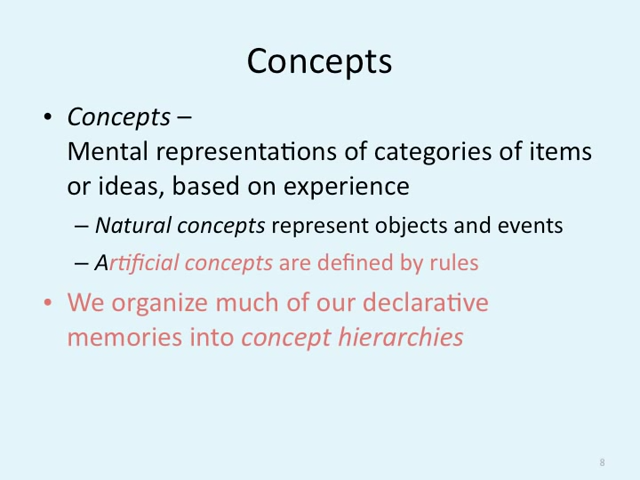 Concepts
• Concepts –
Mental representations of categories of items
or ideas, based on experience
– Natural concepts represent objects and events
– Artificial concepts are defined by rules
• We organize much of our declarative
memories into concept hierarchies
8